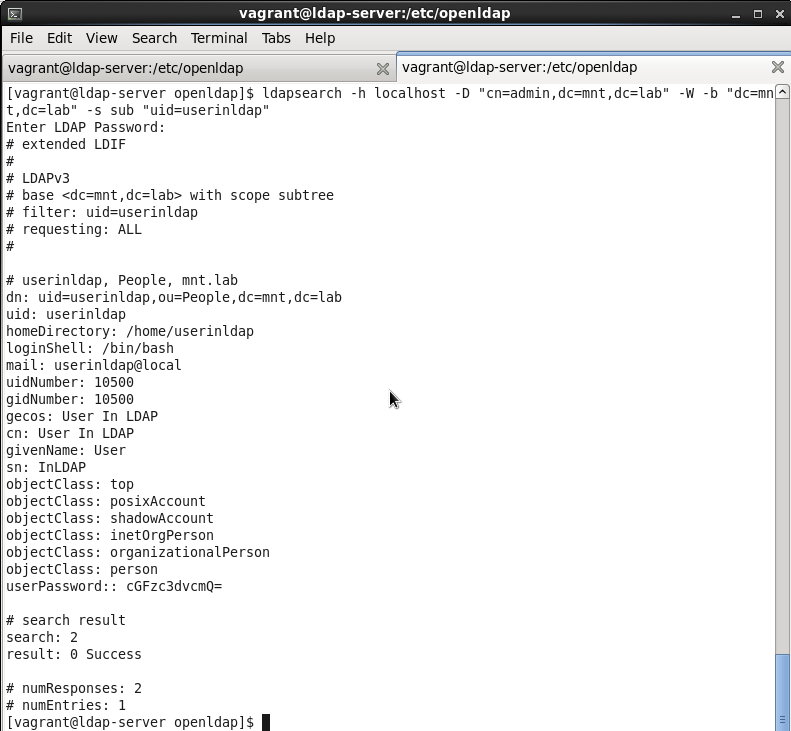 vagrant@ldap-server:/etc/openldap
File Edit View Search Terminal Tabs Help
vagrant@ldap-server:/etc/openldap
vagrant@ldap-server:/etc/openldap
[vagrant@ldap-server openldap]$ ldapsearch -h localhost -D "cn=admin,dc=mnt,dc=lab" -W -b "dc=mn
t,dc=lab" -s sub "uid=userinldap"
Enter LDAP Password:
# extended LDIF
#
# LDAPv3
# base <dc=mnt,dc=lab> with scope subtree
# filter: uid=userinldap
# requesting: ALL
#
# userinldap, People, mnt.lab
dn: uid=userinldap,ou=People,dc=mnt,dc=lab
uid: userinldap
homeDirectory: /home/userinldap
loginShell: /bin/bash
mail: userinldap@local
uidNumber: 10500
gidNumber: 10500
gecos: User In LDAP
cn: User In LDAP
givenName: User
sn: InLDAP
objectClass: top
objectClass: posixAccount
objectClass: shadowAccount
objectClass: inetOrgPerson
objectClass: organizationalPerson
objectClass: person
userPassword:: cGFzc3dvcmQ=
# search result
search: 2
result: 0 Success
# numResponses: 2
# numEntries: 1
[vagrant@ldap-server openldap]$